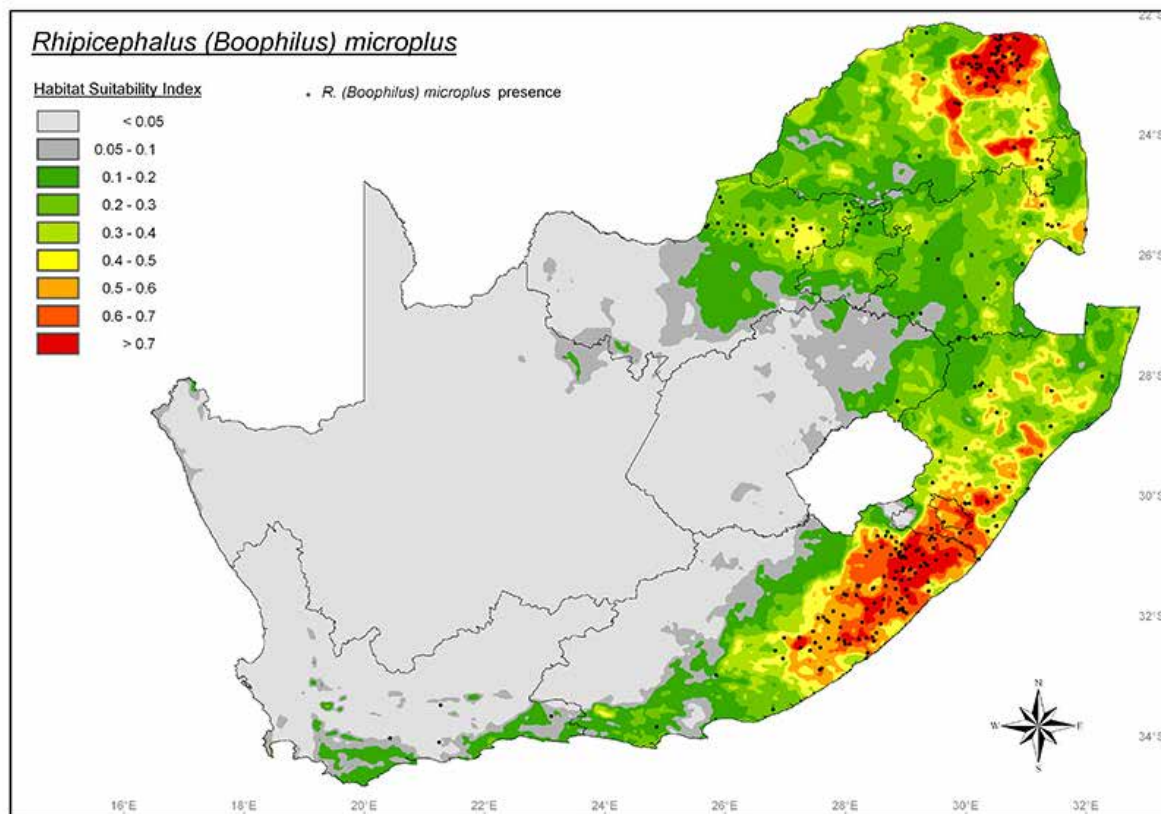 Rhipicephalus (Boophilus) microplus
Habitat Suitability Index
• R. (Boophilus) microplus presence
< 0.05
0.05 - 0.1
0.1 - 0.2
0.2 - 0.3
0.3 - 0.4
0.4 - 0.5
0.5 - 0.6
0.6 - 0.7
> 0.7
22°S
24°S
26°S
28°S
30°S
32°S
34°S
N
W E
S
16°E 18°E 20°E 22°E 24°E 26°E 28°E 30°E 32°E